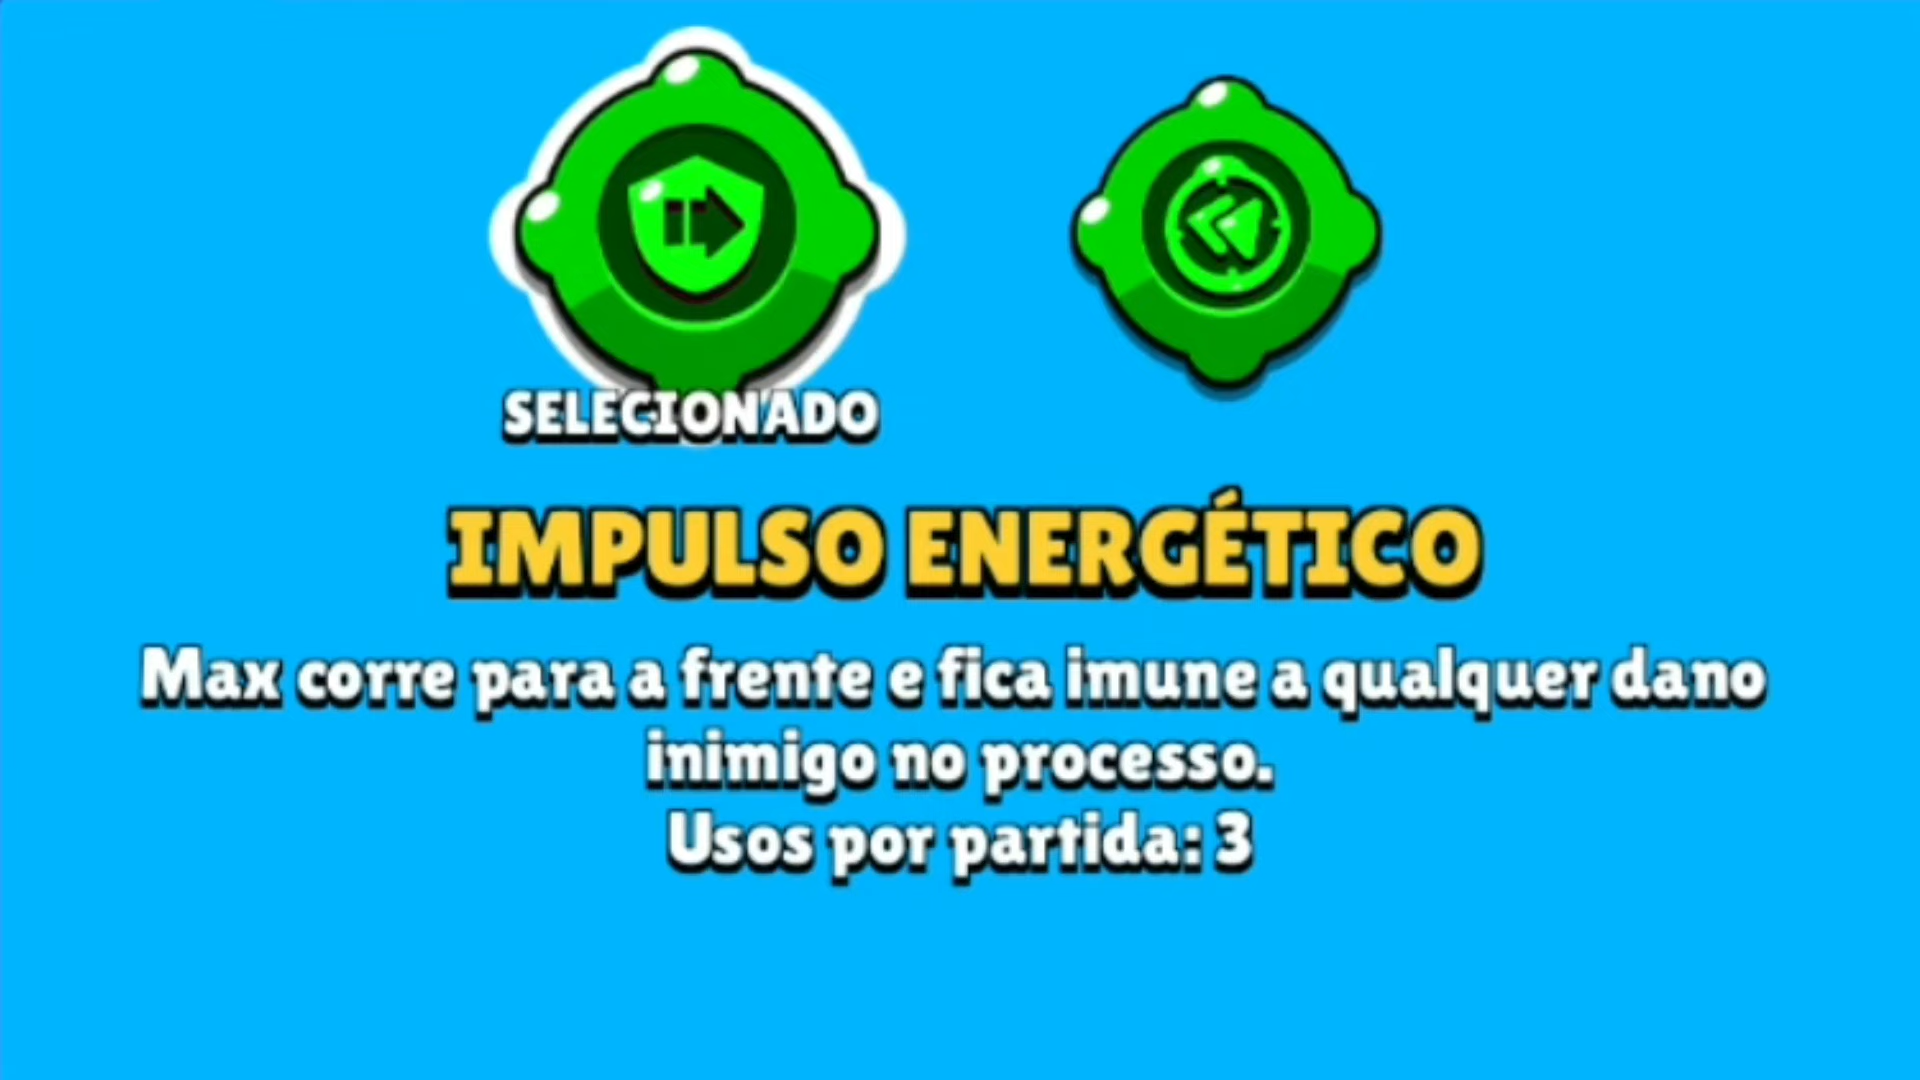 SELECIONADO
IMPULSO ENERGÉTICO
Max corre para a frente e fica imune a qualquer dano
inimigo no processo.
Usos por partida: 3